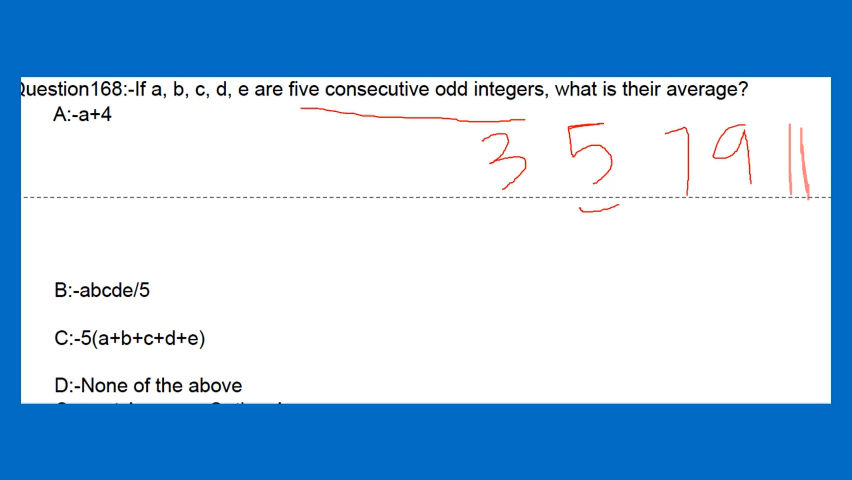 Question168:-If a, b, c, d, e are five consecutive odd integers, what is their average?
A:-a+4
3 5 7 9 11
B:-abcde/5
C:-5(a+b+c+d+e)
D:-None of the above